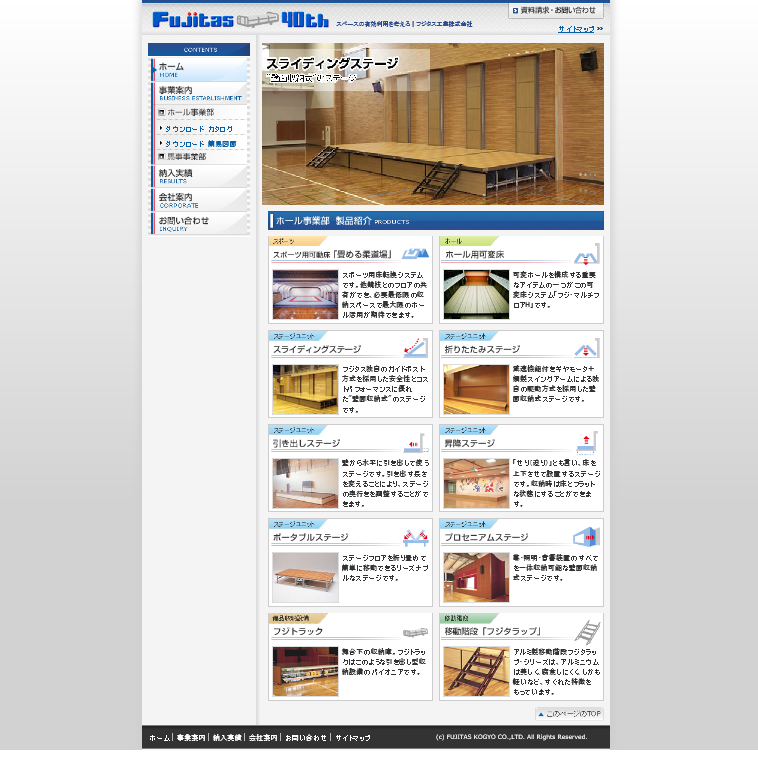 資料請求・お問い合わせ
Fujitas 40th スペースの有効利用を考える！フジタス工業株式会社
サイトマップ
CONTENTS
ホーム
HOME
事業案内
BUSINESS ESTABLISHMENT
ホール事業部
ダウンロード カタログ
ダウンロード 簡易図面
馬事事業部
納入実績
RESULTS
会社案内
CORPORATE
お問い合わせ
INQUIRY
スライディングステージ
"壁面収納式"のステージ
ホール事業部 製品紹介 PRODUCTS
スポーツ
スポーツ用可動床「畳める柔道場」
スポーツ用床転換システム
です。他競技とのフロアの共
有ができ、必要最低限の収
納スペースで最大限のホー
ル活用が期待できます。
ホール
ホール用可変床
可変ホールを構成する重要
なアイテムの一つがこの可
変床システム「フジ・マルチフ
ロアH」です。
ステージユニット
スライディングステージ
フジタス独自のガイドポスト
方式を採用した安全性とコス
トパフォーマンスに優れ
た"壁面収納式"のステージ
です。
ステージユニット
折りたたみステージ
減速機能付きギヤモータ＋
鋼製スイングアームによる独
自の駆動方式を採用した壁
面収納式ステージです。
ステージユニット
引き出しステージ
壁から水平に引き出して使う
ステージです。引き出す長さ
を変えることにより、ステージ
の奥行きを調整することがで
きます。
ステージユニット
昇降ステージ
「せり(迫り)」とも言い、床を
上下させて設置するステージ
です。収納時は床とフラット
な状態にすることができま
す。
ステージユニット
ポータブルステージ
ステージフロアを折り畳めて
簡単に移動できるリーズナブ
ルなステージです。
ステージユニット
プロセニアムステージ
幕・照明・音響装置のすべて
を一体収納可能な壁面収納
式ステージです。
備品収納設備
フジトラック
舞台下の収納庫。フジトラッ
クはこのような引き出し型収
納設備のパイオニアです。
移動階段
移動階段「フジタラップ」
アルミ製移動階段フジタラッ
プ・シリーズは、アルミニウム
は美しく、腐食しにくく、しかも
軽いなど、すぐれた特徴を
もっています。
このページのTOP
ホーム | 事業案内 | 納入実績 | 会社案内 | お問い合わせ | サイトマップ
(c) FUJITAS KOGYO CO.,LTD. All Rights Reserved.